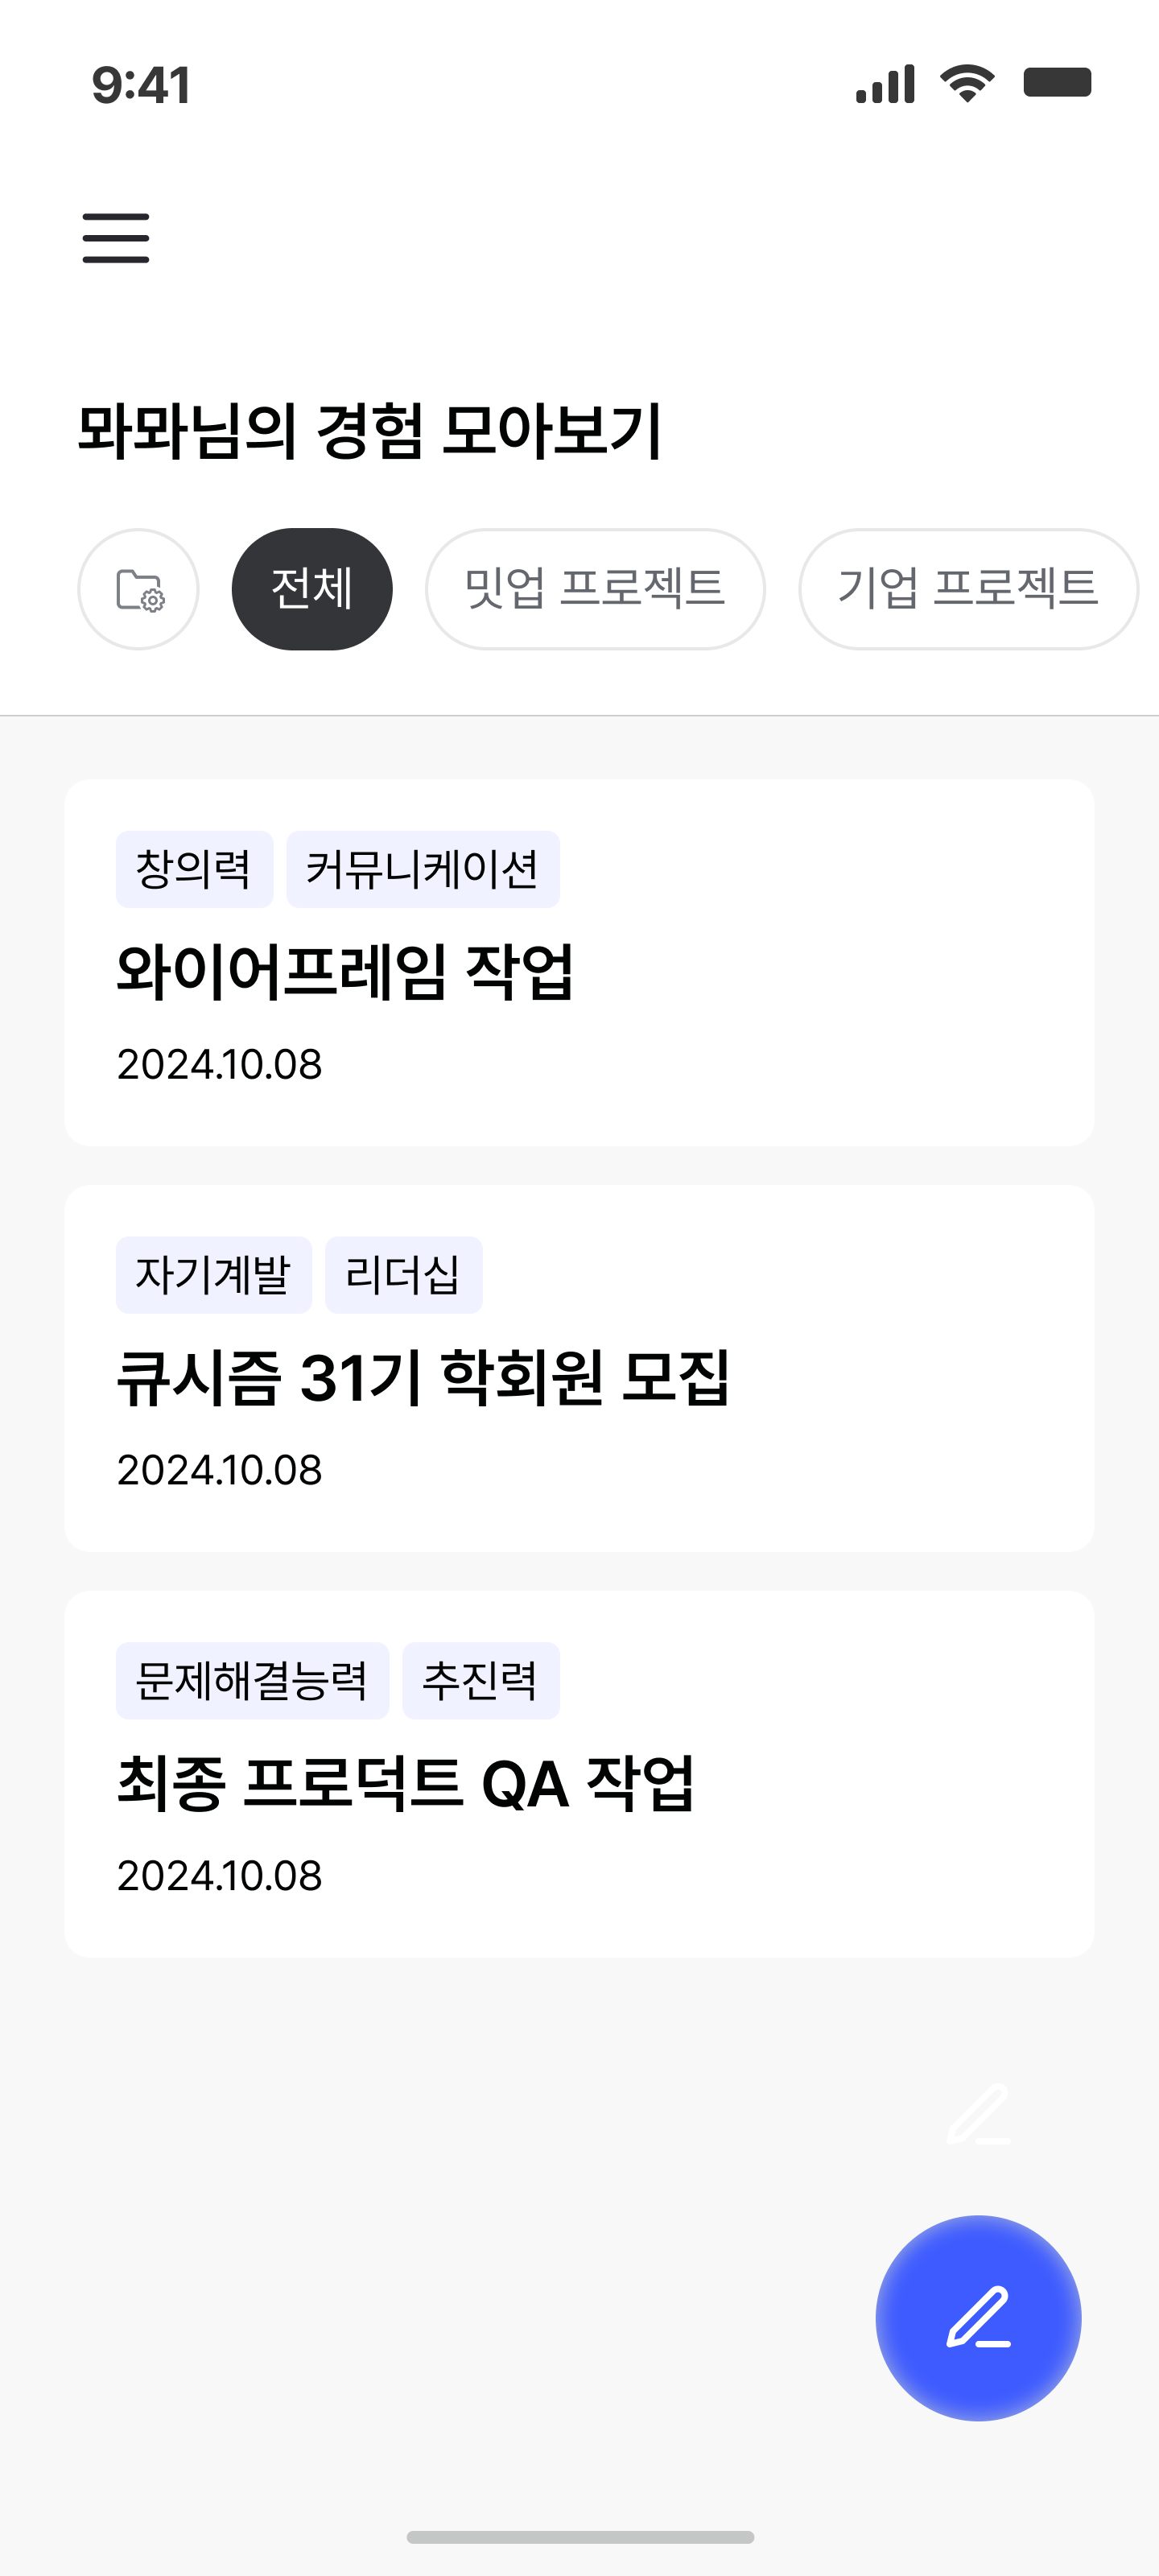 9:41
뫄뫄님의 경험 모아보기
전체 밋업 프로젝트 기업 프로젝트
창의력 커뮤니케이션
와이어프레임 작업
2024.10.08
자기계발 리더십
큐시즘 31기 학회원 모집
2024.10.08
문제해결능력 추진력
최종 프로덕트 QA 작업
2024.10.08